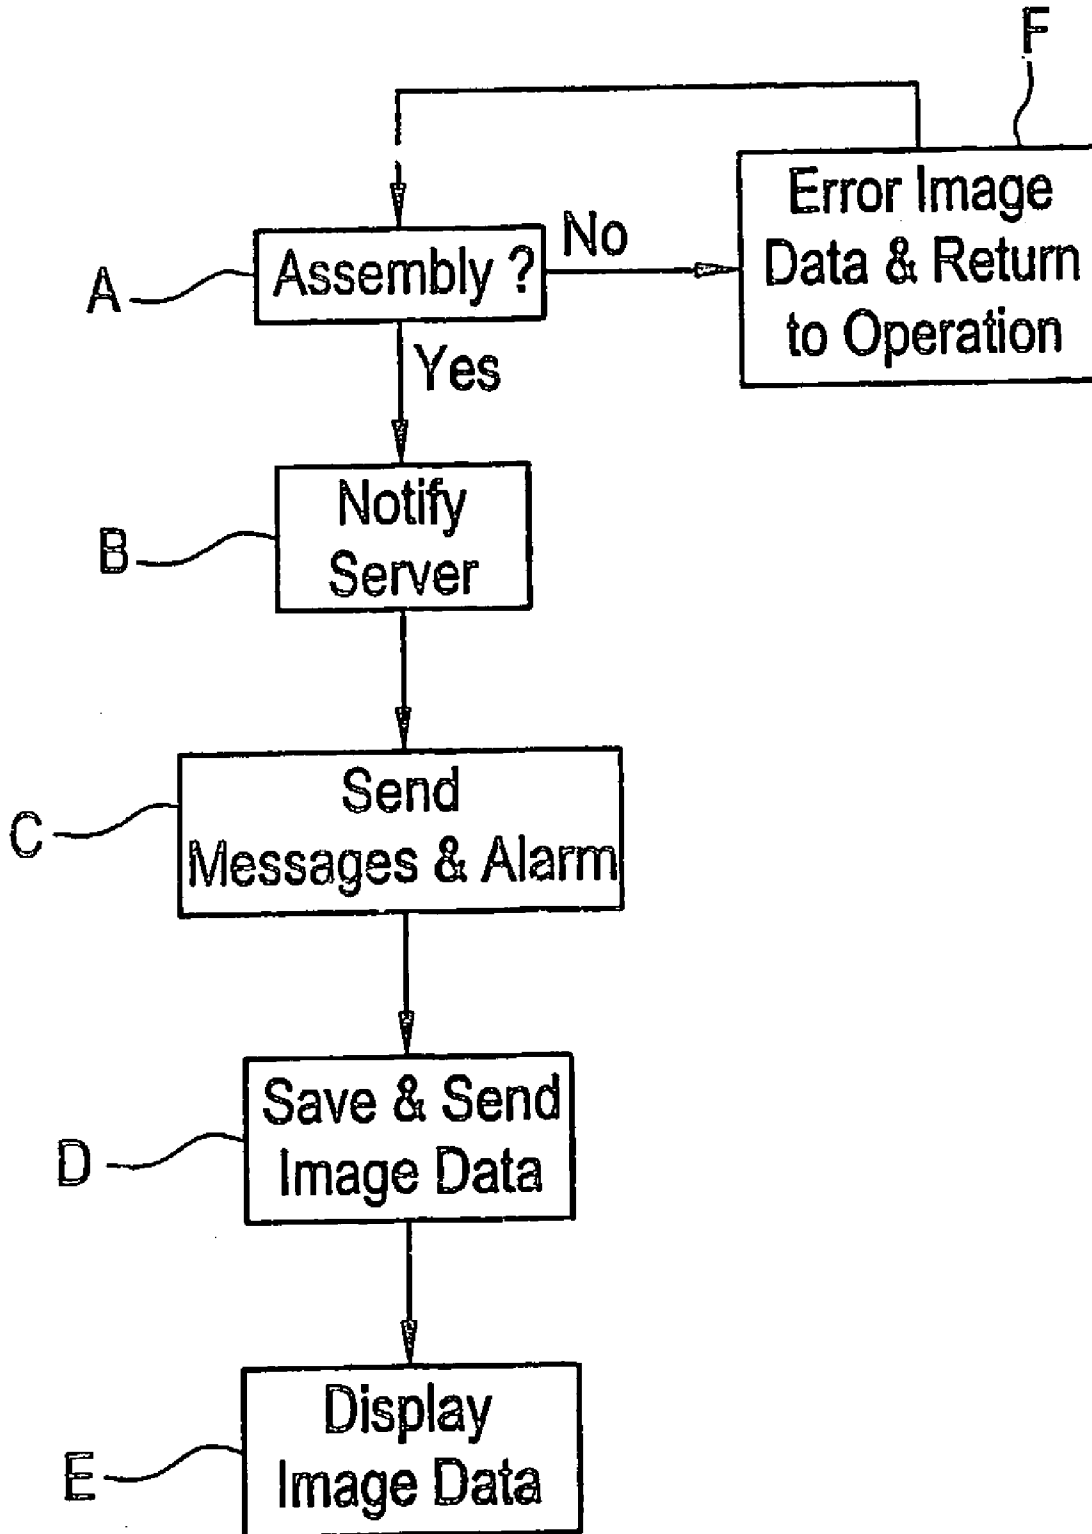 F
Error Image
Data & Return
to Operation
No
A
Assembly ?
Yes
B
Notify
Server
C
Send
Messages & Alarm
D
Save & Send
Image Data
E
Display
Image Data